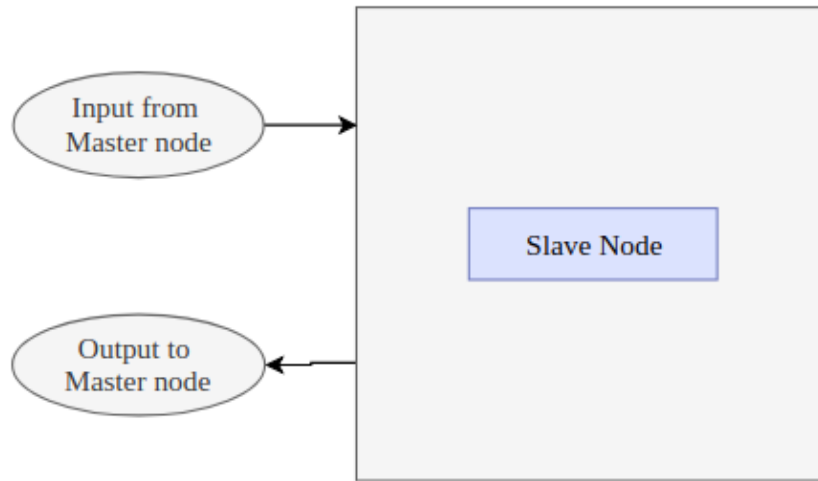 Input from
Master node
Slave Node
Output to
Master node